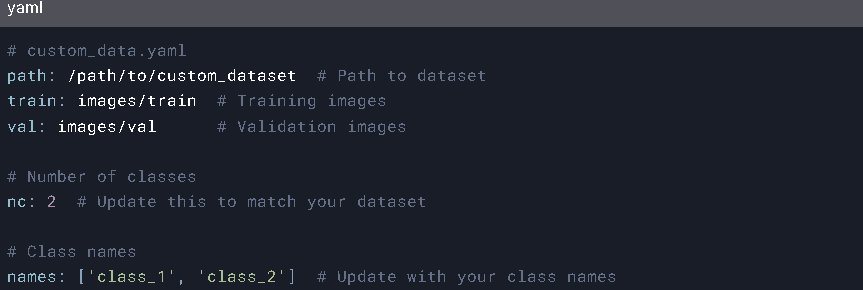 yaml
# custom_data.yaml
path: /path/to/custom_dataset  # Path to dataset
train: images/train  # Training images
val: images/val      # Validation images
# Number of classes
nc: 2  # Update this to match your dataset
# Class names
names: ['class_1', 'class_2']  # Update with your class names